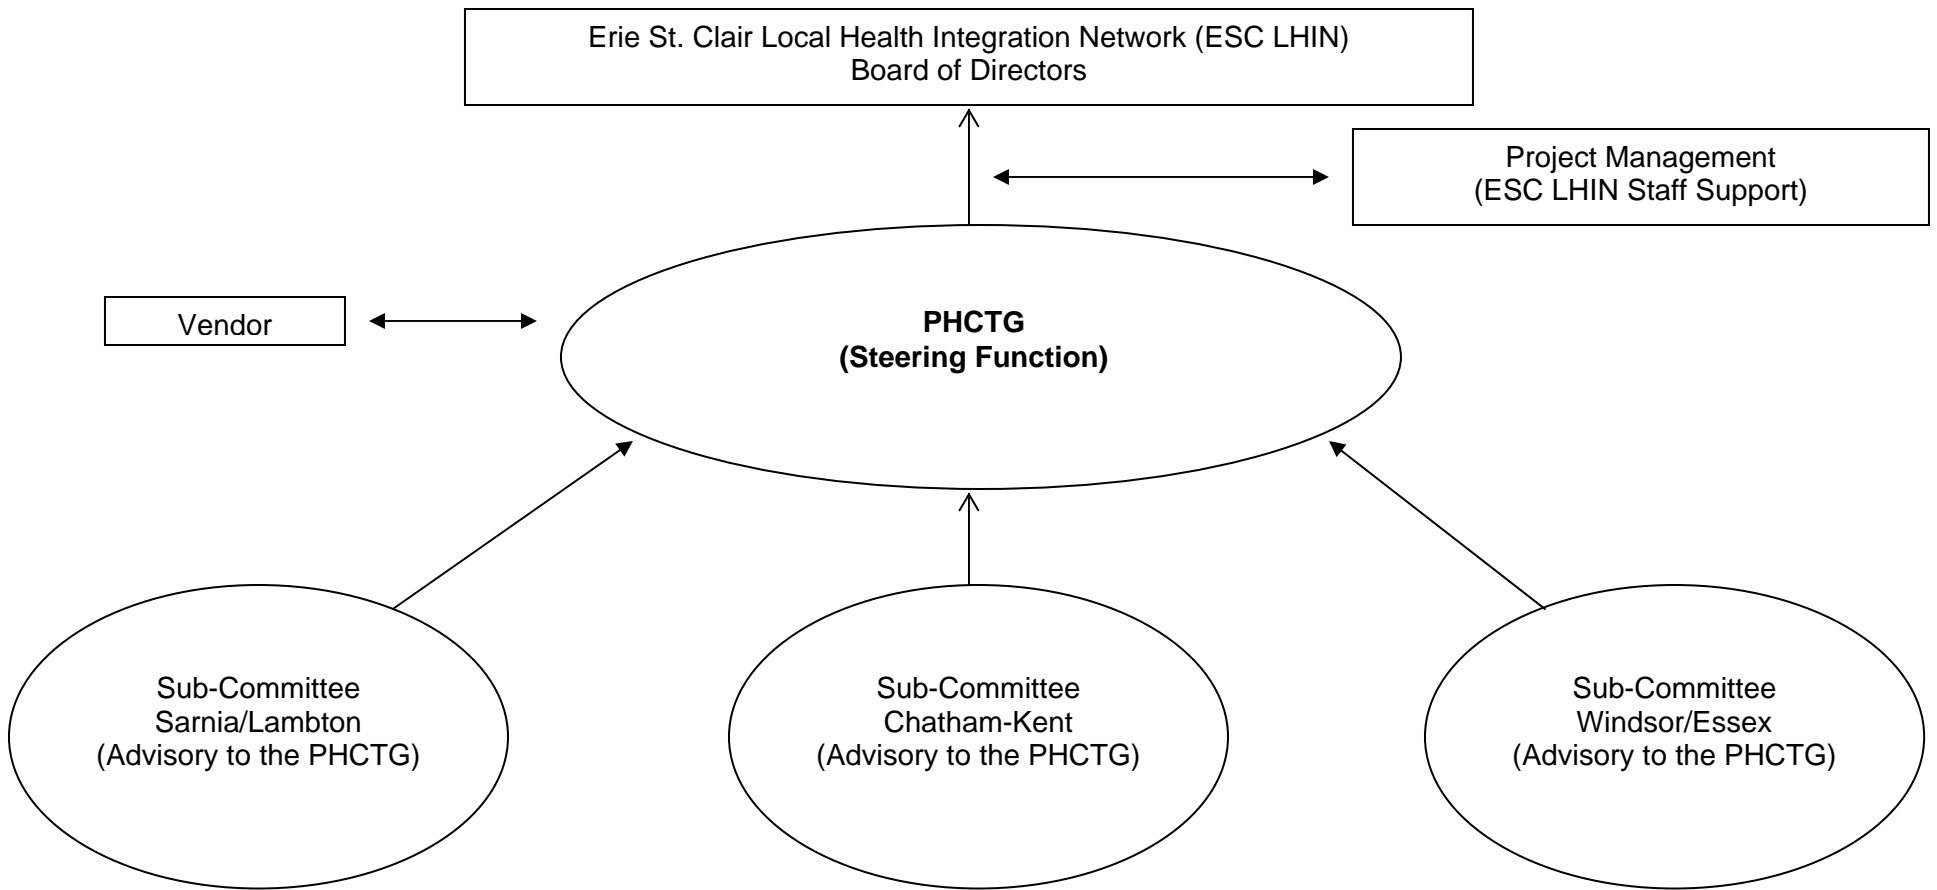 Erie St. Clair Local Health Integration Network (ESC LHIN)
Board of Directors
Project Management
(ESC LHIN Staff Support)
Vendor
PHCTG
(Steering Function)
Sub-Committee
Sarnia/Lambton
(Advisory to the PHCTG)
Sub-Committee
Chatham-Kent
(Advisory to the PHCTG)
Sub-Committee
Windsor/Essex
(Advisory to the PHCTG)